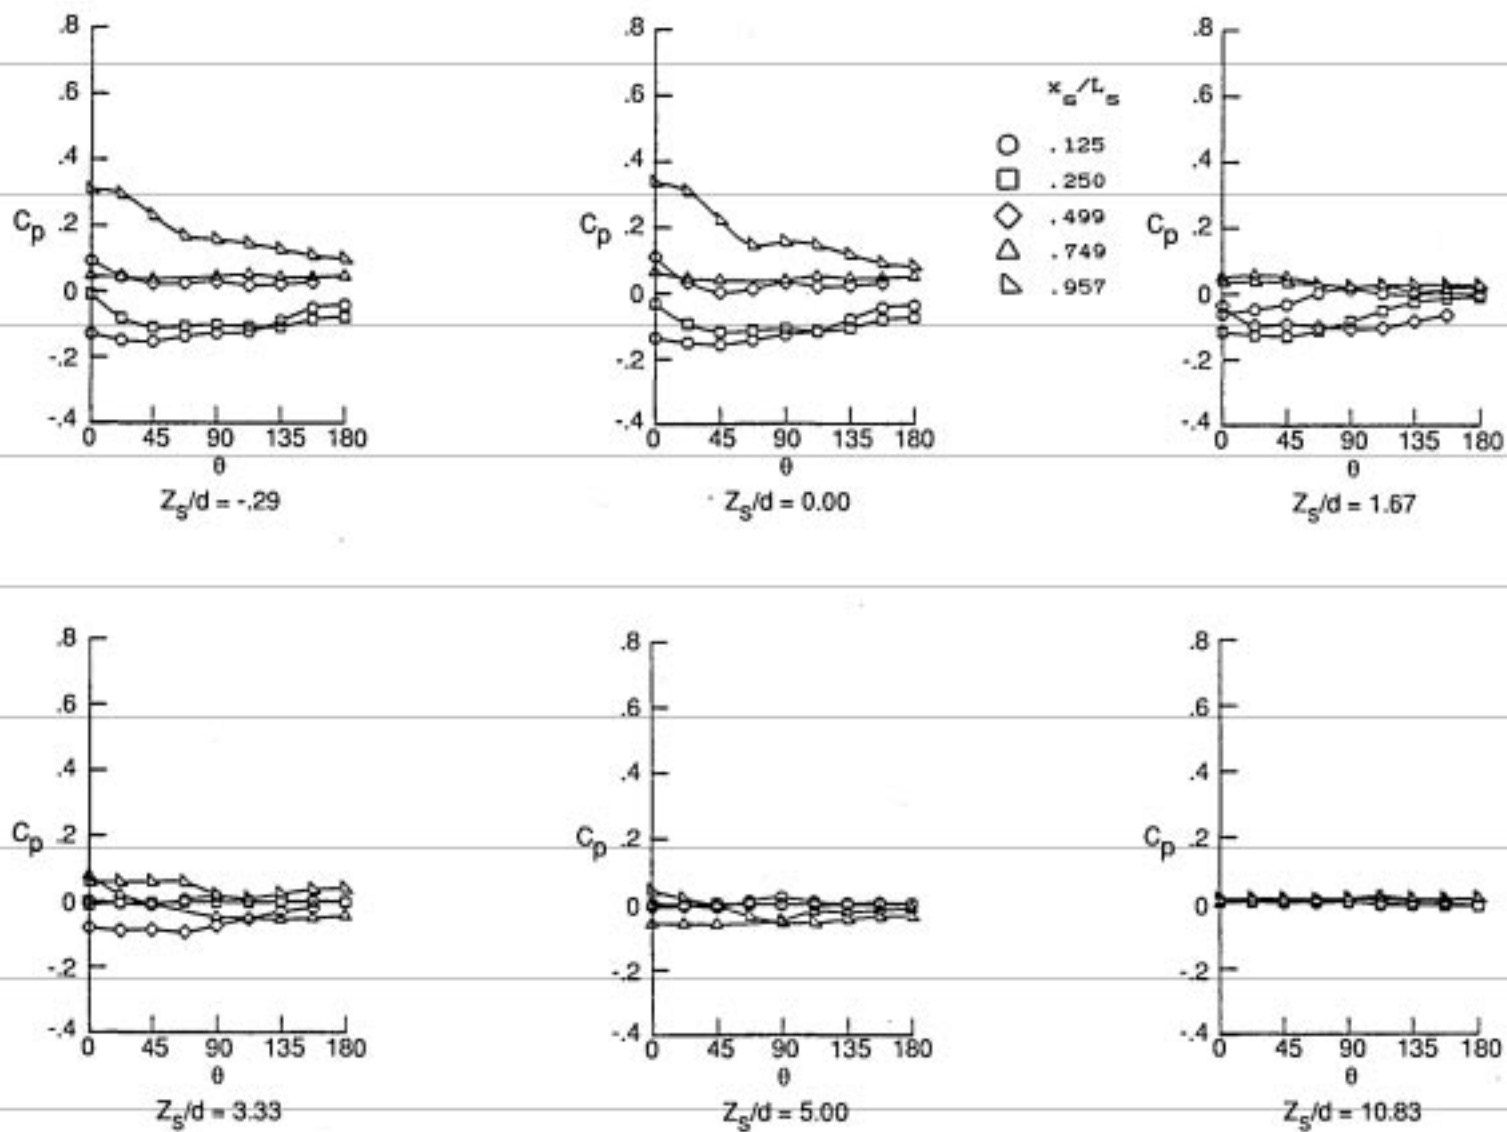 .8 .6 .4 .2 0 -.2 -.4
Cp
0 45 90 135 180
θ
Zs/d = -.29
.8 .6 .4 .2 0 -.2 -.4
Cp
0 45 90 135 180
θ
Zs/d = 0.00
xs/Ls
.125
.250
.499
.749
.957
.8 .6 .4 .2 0 -.2 -.4
Cp
0 45 90 135 180
θ
Zs/d = 1.67
.8 .6 .4 .2 0 -.2 -.4
Cp
0 45 90 135 180
θ
Zs/d = 3.33
.8 .6 .4 .2 0 -.2 -.4
Cp
0 45 90 135 180
θ
Zs/d = 5.00
.8 .6 .4 .2 0 -.2 -.4
Cp
0 45 90 135 180
θ
Zs/d = 10.83